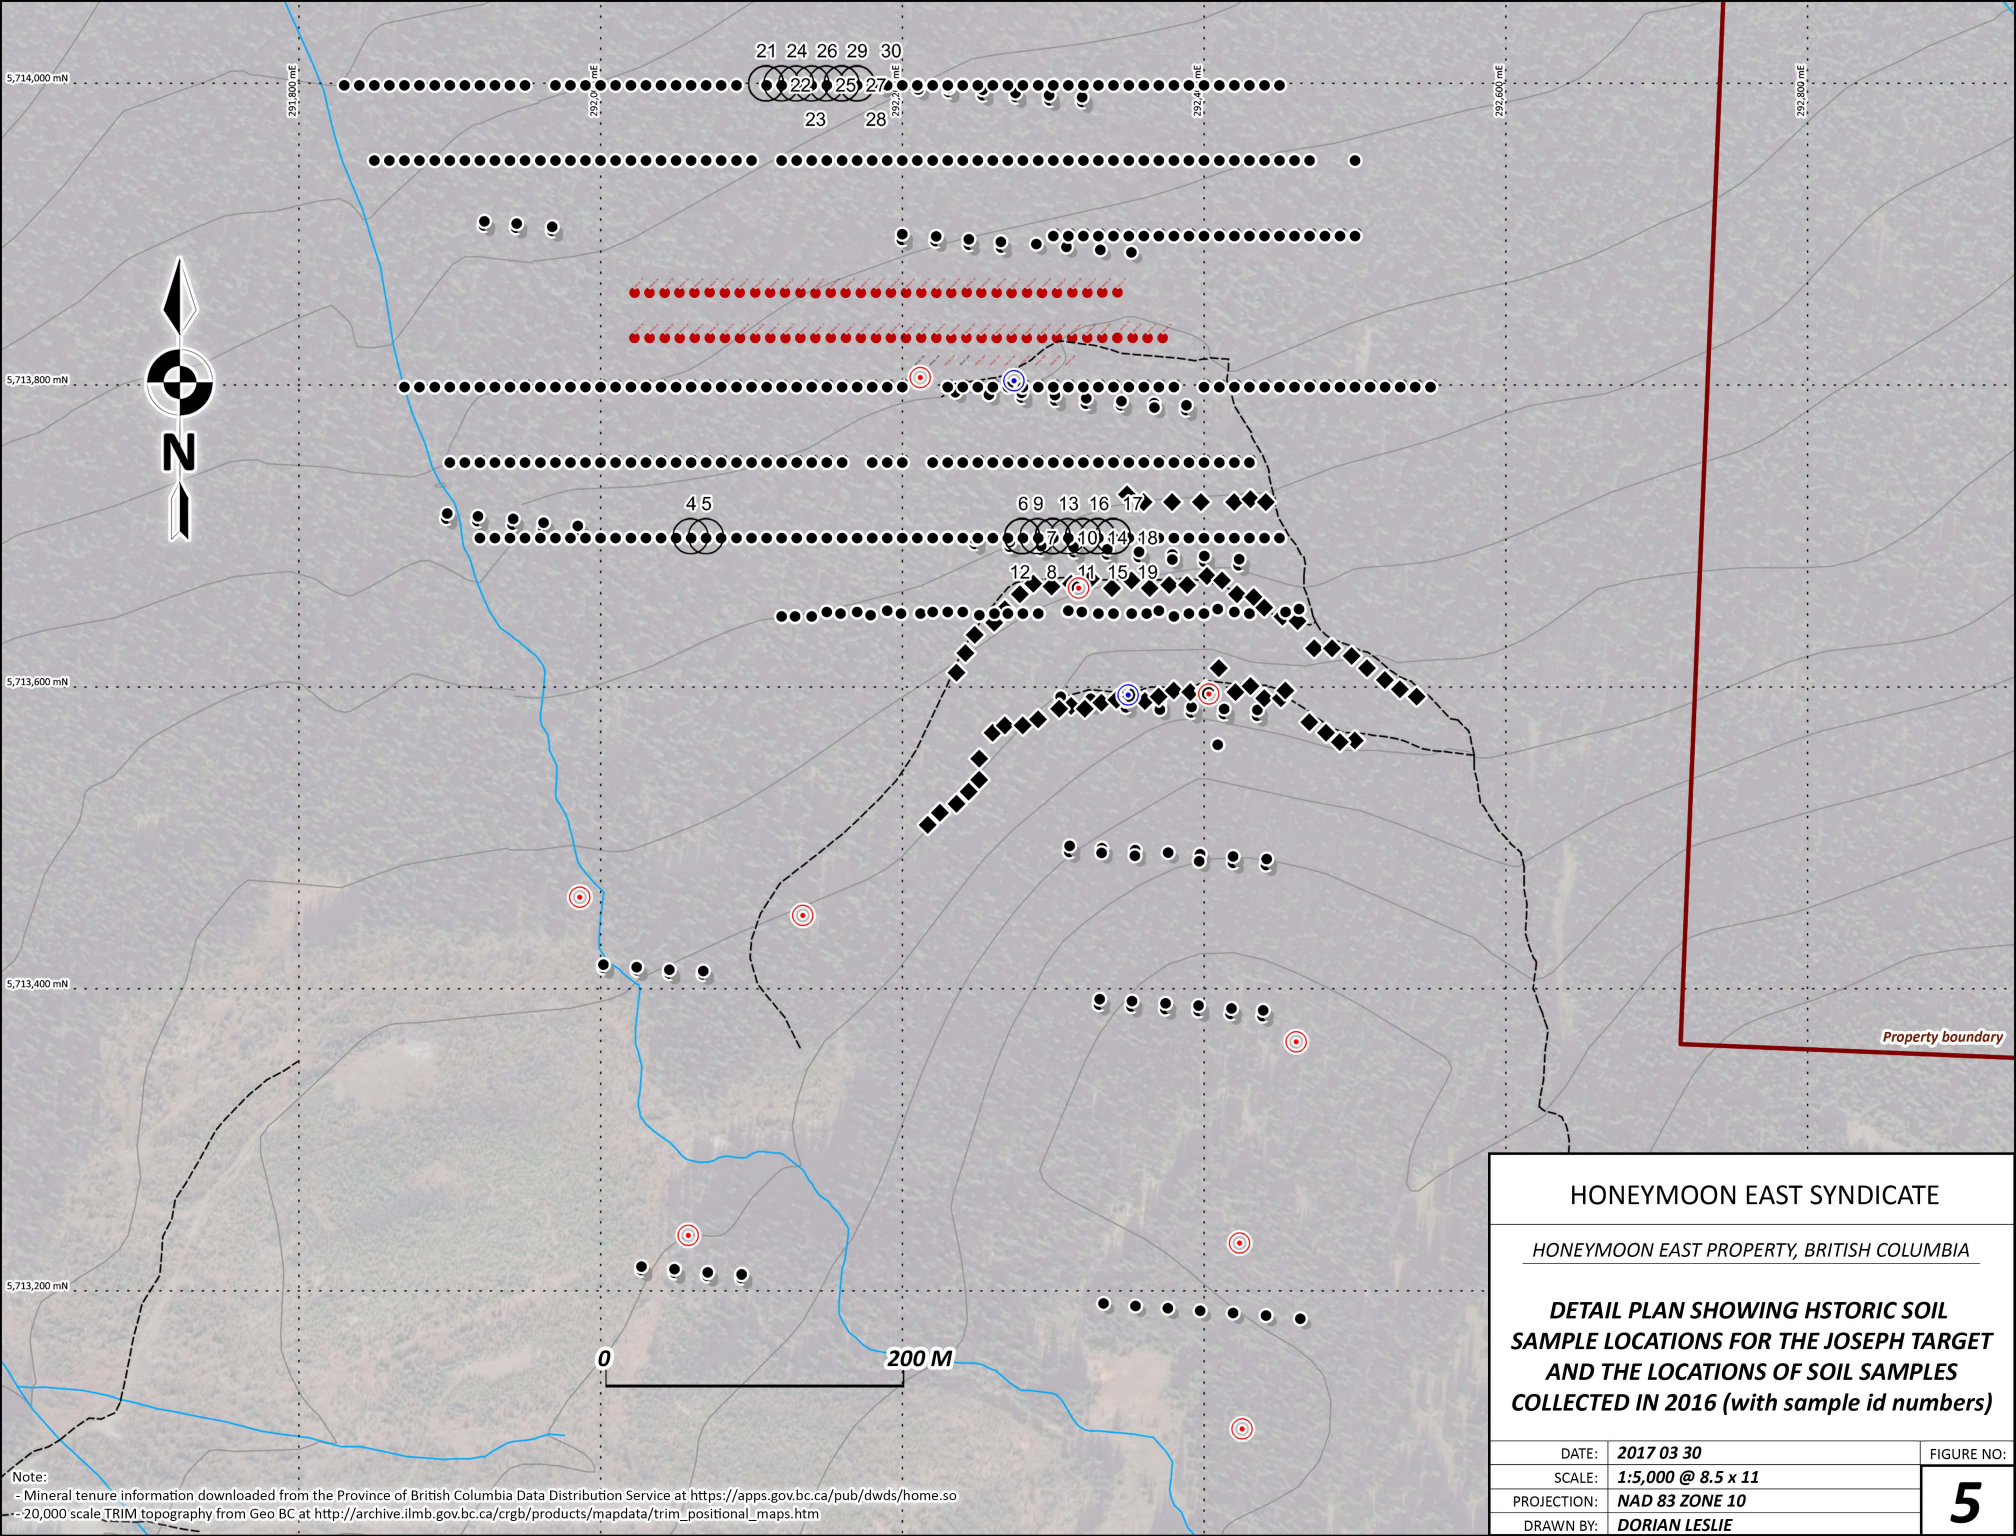 21 24 26 29 30
5,714,000 mN
22 25 27
291,800 mE
292,600 mE
292,800 mE
23 28
5,713,800 mN
N
4 5 6 9 13 16 17
7 10 14 18
12 8 11 15 19
5,713,600 mN
5,713,400 mN
Property boundary
5,713,200 mN
0 200 M
HONEYMOON EAST SYNDICATE
HONEYMOON EAST PROPERTY, BRITISH COLUMBIA
DETAIL PLAN SHOWING HSTORIC SOIL
SAMPLE LOCATIONS FOR THE JOSEPH TARGET
AND THE LOCATIONS OF SOIL SAMPLES
COLLECTED IN 2016 (with sample id numbers)
DATE: 2017 03 30
FIGURE NO:
SCALE: 1:5,000 @ 8.5 x 11
PROJECTION: NAD 83 ZONE 10
5
DRAWN BY: DORIAN LESLIE
Note:
- Mineral tenure information downloaded from the Province of British Columbia Data Distribution Service at https://apps.gov.bc.ca/pub/dwds/home.so
- 20,000 scale TRIM topography from Geo BC at http://archive.ilmb.gov.bc.ca/crgb/products/mapdata/trim_positional_maps.htm